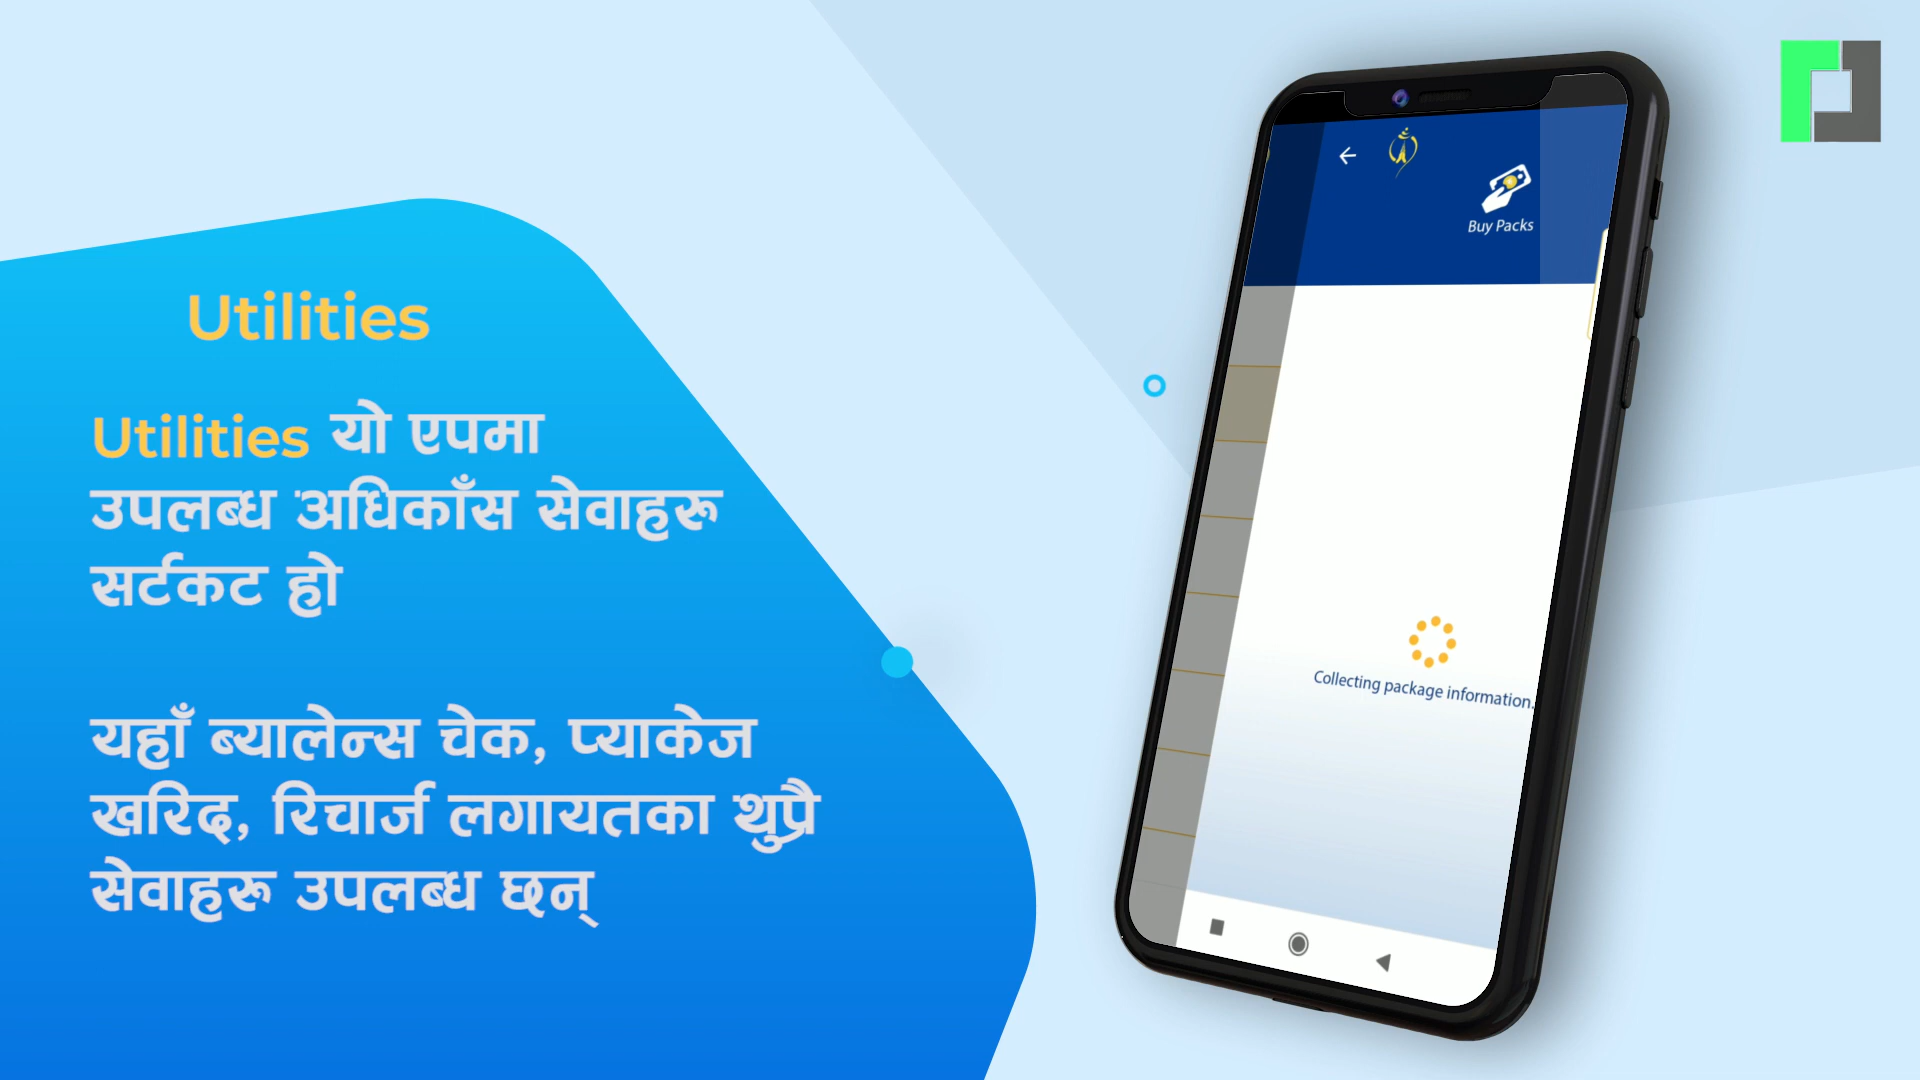 Utilities
Utilities यो एपमा
उपलब्ध अधिकाँस सेवाहरू
सर्टकट हो
यहाँ ब्यालेन्स चेक, प्याकेज
खरिद, रिचार्ज लगायतका थुप्रै
सेवाहरू उपलब्ध छन्
Buy Packs
Collecting package information.